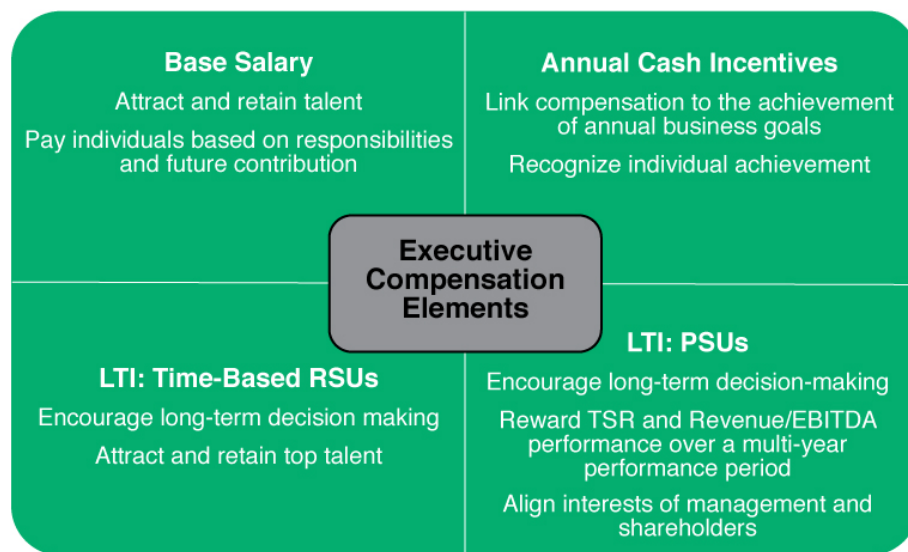 Base Salary
Attract and retain talent
Pay individuals based on responsibilities
and future contribution
Annual Cash Incentives
Link compensation to the achievement
of annual business goals
Recognize individual achievement
Executive
Compensation
Elements
LTI: Time-Based RSUs
Encourage long-term decision making
Attract and retain top talent
LTI: PSUs
Encourage long-term decision-making
Reward TSR and Revenue/EBITDA
performance over a multi-year
performance period
Align interests of management and
shareholders